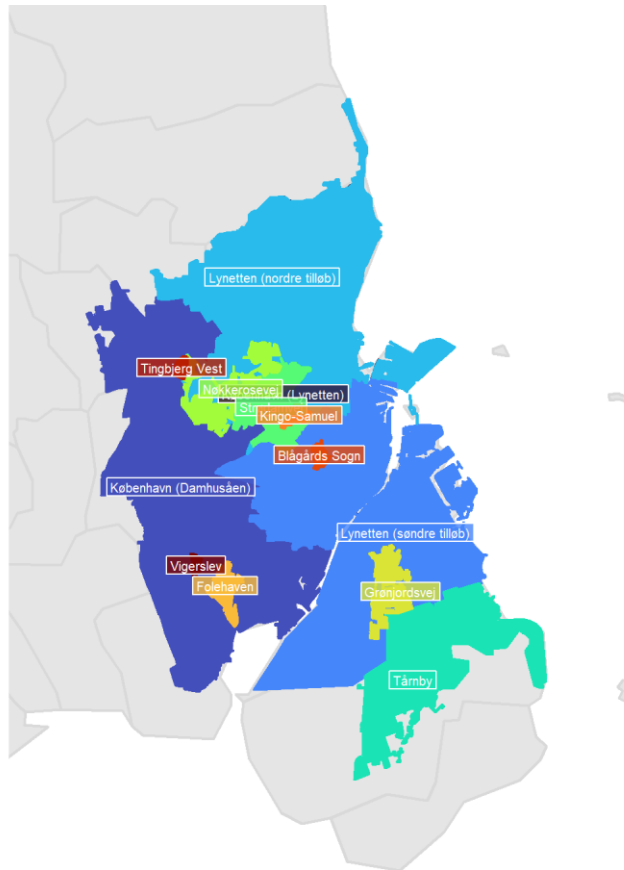 Lynetten (nordre tilløb)
Tingbjerg Vest
Nøkkerosevej
(Lynetten)
Kingo-Samuel
Blågårds Sogn
København (Damhusåen)
Lynetten (søndre tilløb)
Vigerslev
Folehaven
Grønjordsvej
Tårnby